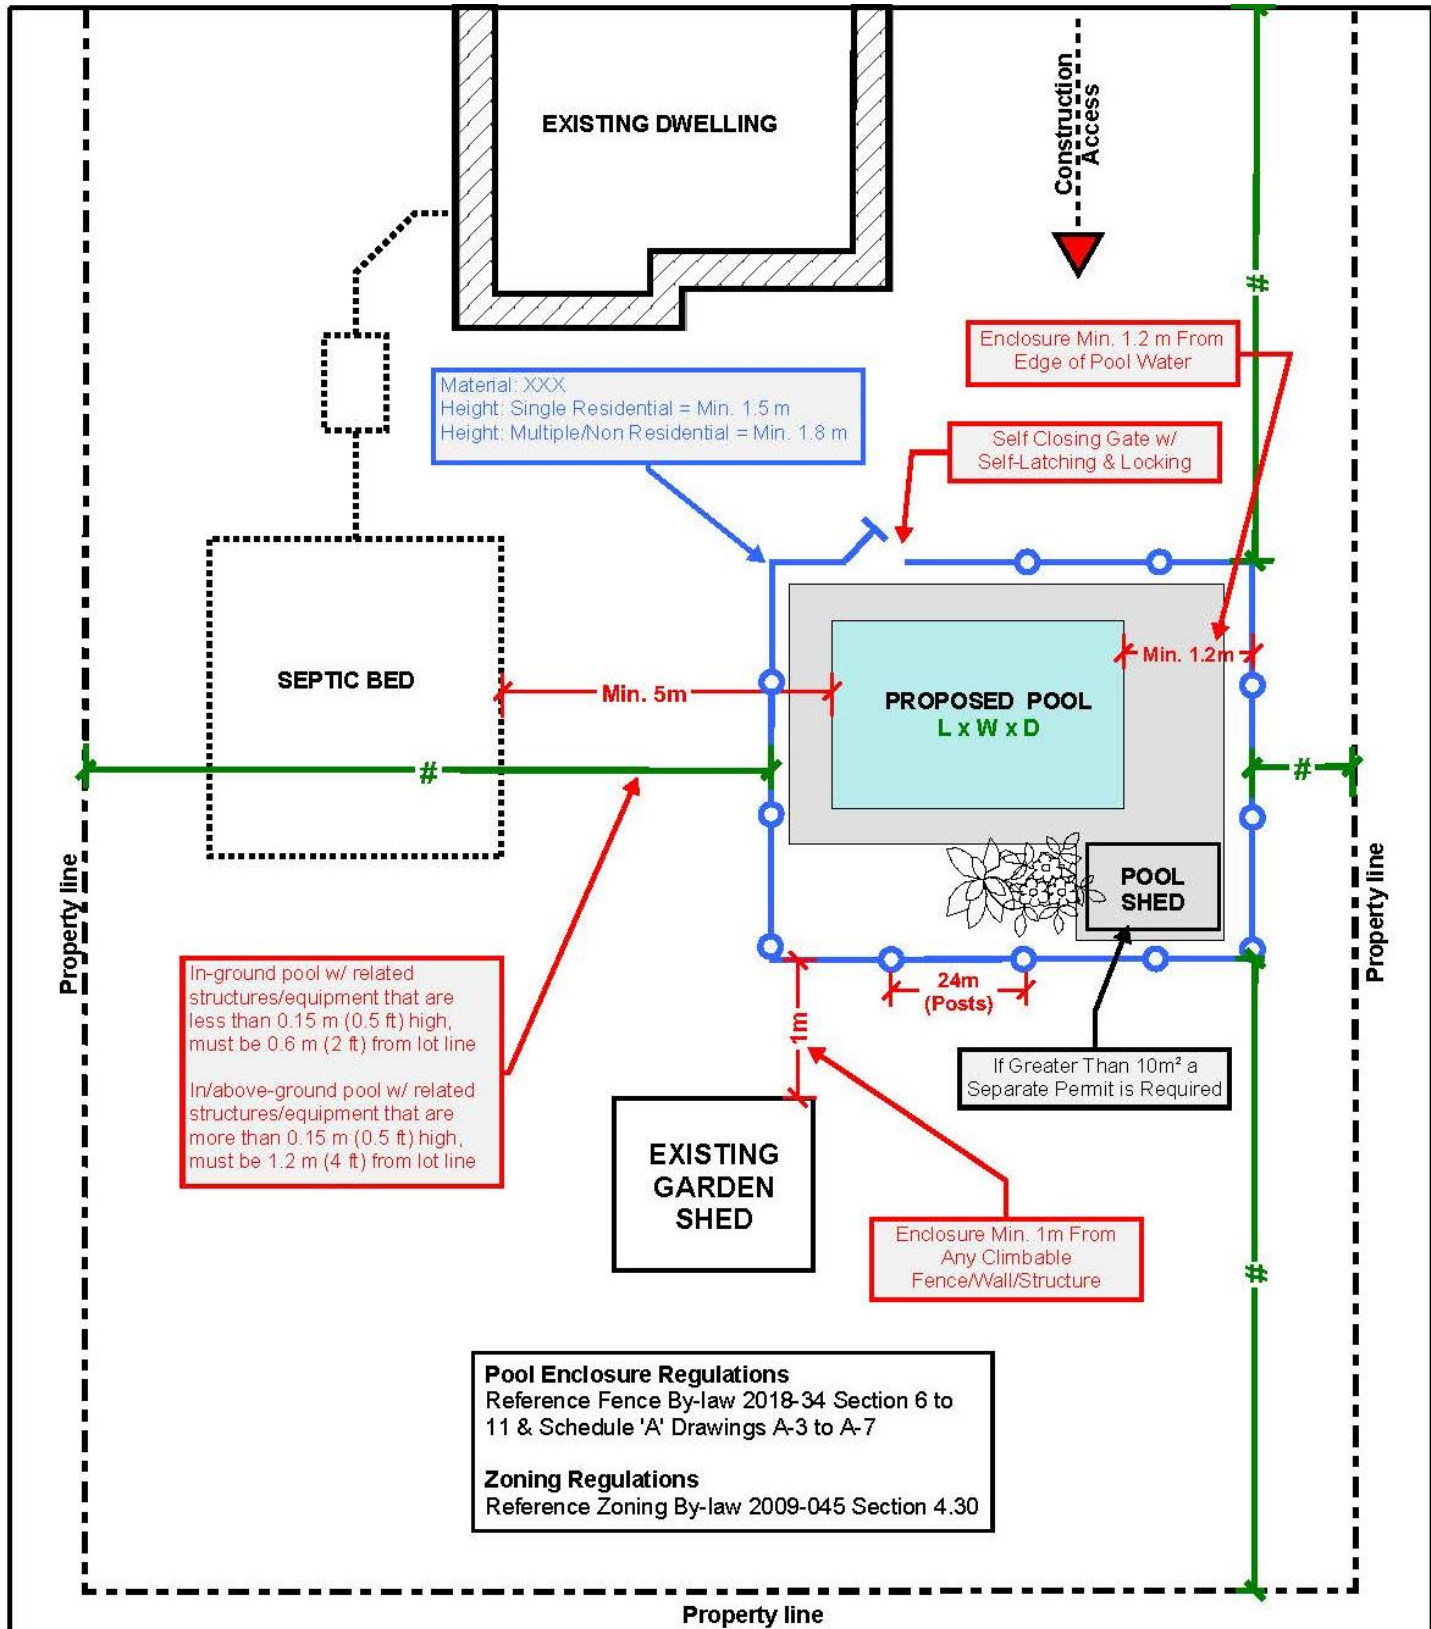 EXISTING DWELLING
Construction
Access
#
Enclosure Min. 1.2 m From
Edge of Pool Water
Material: XXX
Height: Single Residential = Min. 1.5 m
Height: Multiple/Non Residential = Min. 1.8 m
Self Closing Gate w/
Self-Latching & Locking
SEPTIC BED
Min. 5m
PROPOSED POOL
L x W x D
Min. 1.2m
#
#
Property line
Property line
POOL
SHED
In-ground pool w/ related
structures/equipment that are
less than 0.15 m (0.5 ft) high,
must be 0.6 m (2 ft) from lot line
In/above-ground pool w/ related
structures/equipment that are
more than 0.15 m (0.5 ft) high,
must be 1.2 m (4 ft) from lot line
24m
(Posts)
1m
If Greater Than 10m² a
Separate Permit is Required
EXISTING
GARDEN
SHED
Enclosure Min. 1m From
Any Climbable
Fence/Wall/Structure
#
Pool Enclosure Regulations
Reference Fence By-law 2018-34 Section 6 to
11 & Schedule 'A' Drawings A-3 to A-7
Zoning Regulations
Reference Zoning By-law 2009-045 Section 4.30
Property line